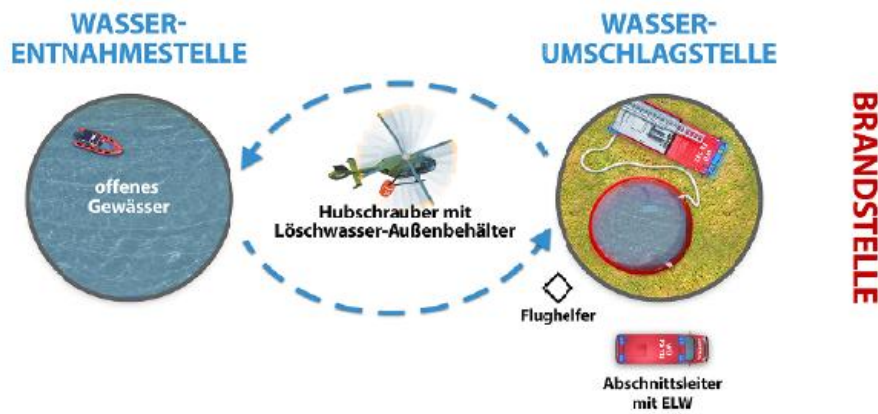 WASSER-
ENTNAHMESTELLE
WASSER-
UMSCHLAGSTELLE
BRANDSTELLE
offenes
Gewässer
Hubschrauber mit
Löschwasser-Außenbehälter
Flughelfer
Abschnittsleiter
mit ELW